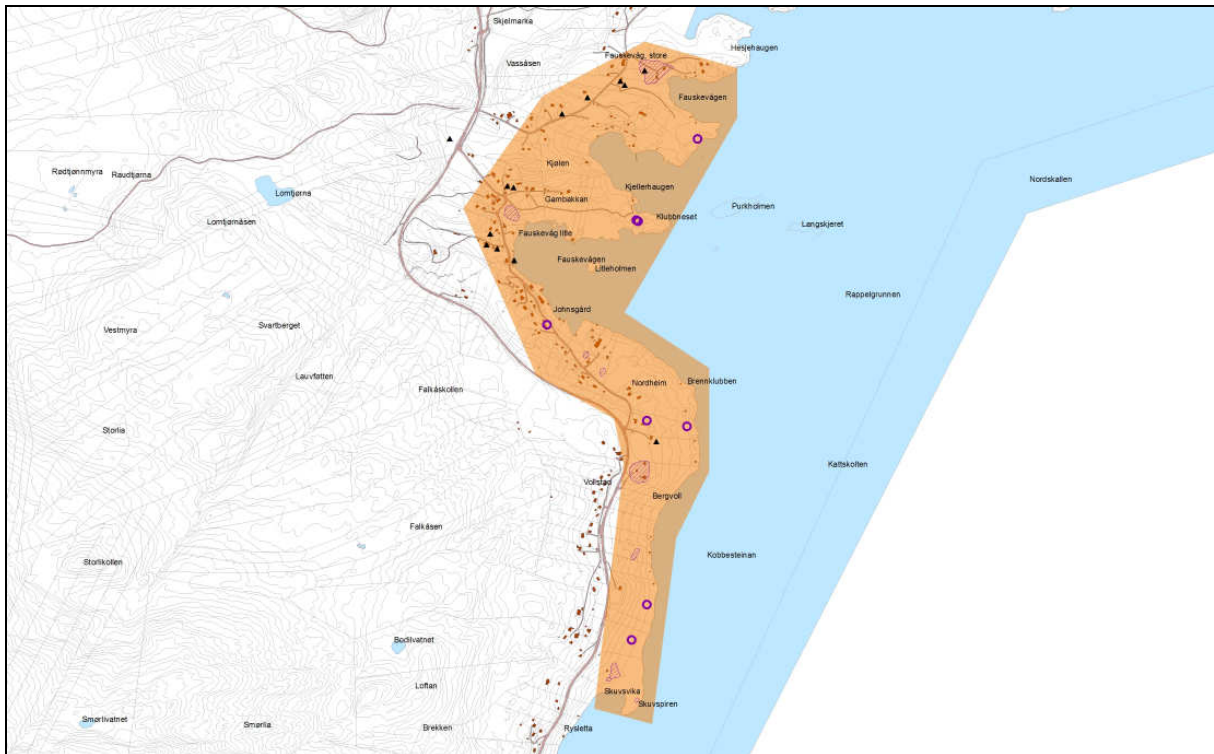 Skjelmarka
Hesjehaugen
Fauskevåg, store
Vassåsen
Fauskevågen
Kjølen
Rødtjønnmyra
Raudtjørna
Nordskallen
Lomtjørna
Kjellerhaugen
Gambakkan
Purkholmen
Klubbneset
Lomtjørnåsen
Langskjeret
Fauskevåg litle
Fauskevågen
Litleholmen
Rappelgrunnen
Johnsgård
Svartberget
Vestmyra
Lauvfatten
Nordheim
Brennklubben
Falkåskollen
Storlia
Kattskolten
Vollstad
Bergvoll
Falkåsen
Kobbesteinan
Storlikollen
Bodilvatnet
Loftan
Skuvsvika
Skuvspiren
Smørlivatnet
Smørlia
Brekken
Rysletta